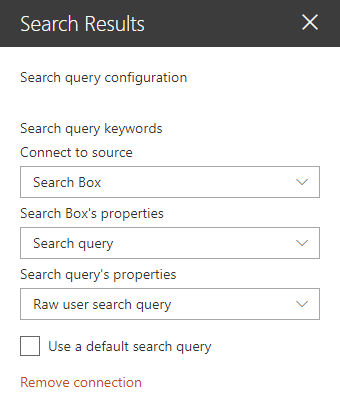 Search Results
Search query configuration
Search query keywords
Connect to source
Search Box
Search Box's properties
Search query
Search query's properties
Raw user search query
Use a default search query
Remove connection